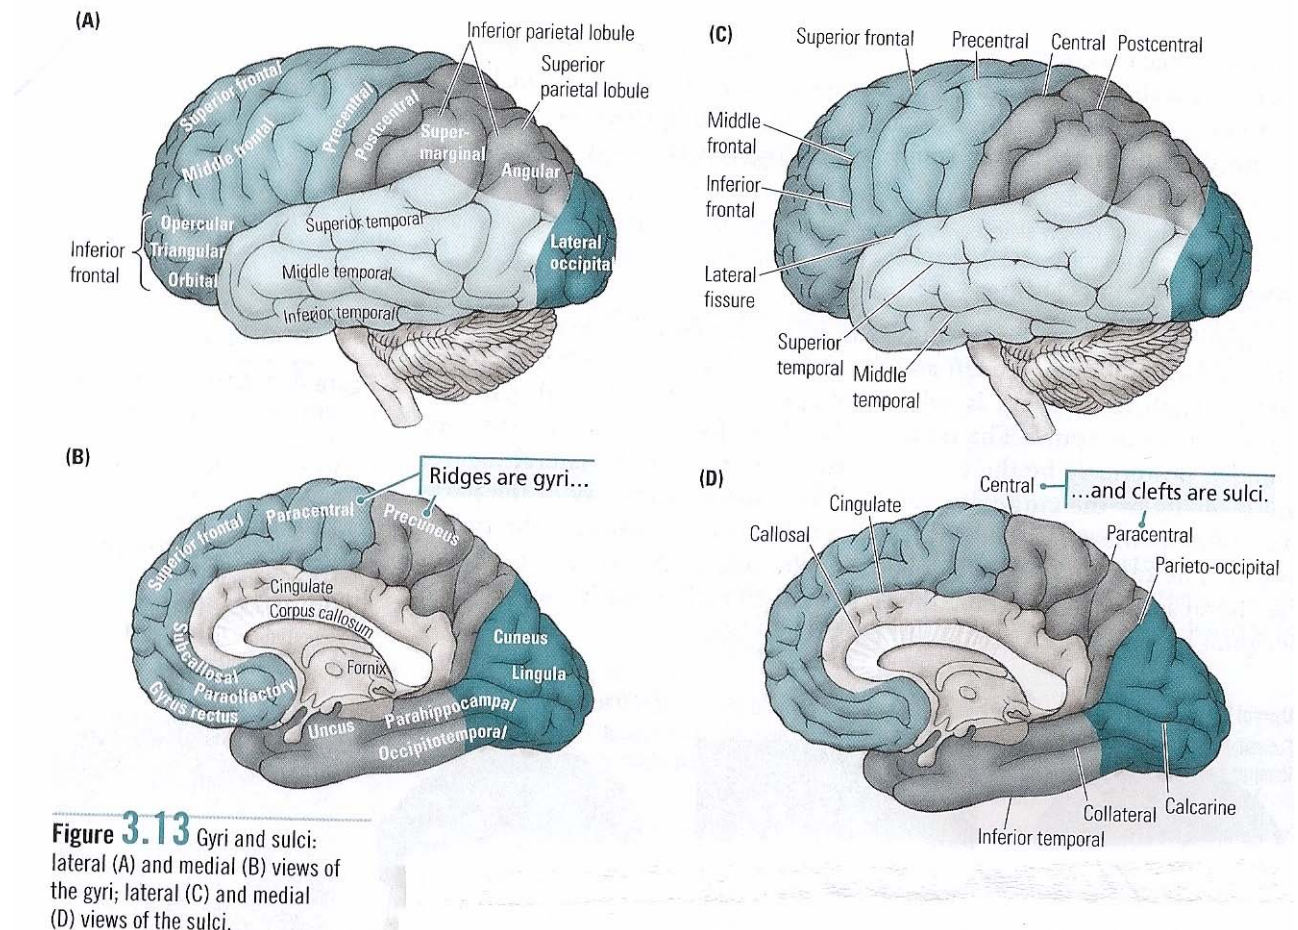 (A)
Superior frontal
Middle frontal
Precentral
Postcentral
Inferior parietal lobule
Superior
parietal lobule
Super-
marginal
Angular
Opercular
Triangular
Orbital
Inferior
frontal
Superior temporal
Middle temporal
Inferior temporal
Lateral
occipital
(C)
Superior frontal
Precentral
Central
Postcentral
Middle
frontal
Inferior
frontal
Lateral
fissure
Superior
temporal
Middle
temporal
(B)
Ridges are gyri...
Superior frontal
Paracentral
Precuneus
Cingulate
Corpus callosum
Fornix
Subcallosal
Paraolfactory
Gyrus rectus
Uncus
Parahippocampal
Occipitotemporal
Cuneus
Lingula
(D)
Central
...and clefts are sulci.
Cingulate
Callosal
Paracentral
Parieto-occipital
Collateral
Calcarine
Inferior temporal
Figure 3.13 Gyri and sulci:
lateral (A) and medial (B) views of
the gyri; lateral (C) and medial
(D) views of the sulci.